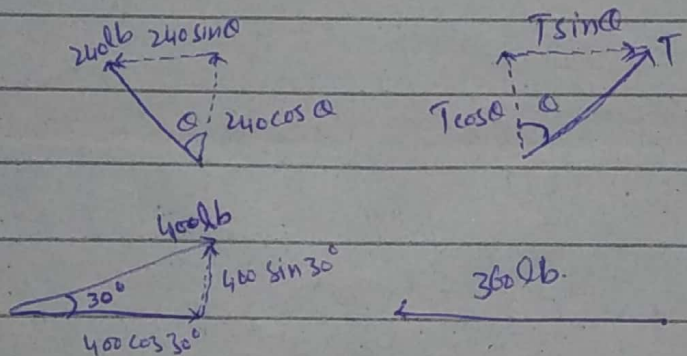 240lb 240sinθ
Tsinθ T
θ 240cosθ
Tcosθ θ
400lb
30° 400 sin30°
400 cos30°
360lb.